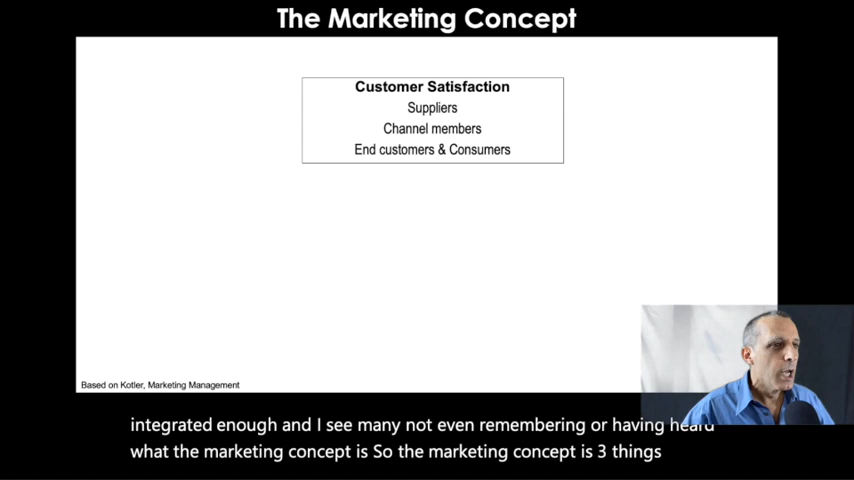 The Marketing Concept
Customer Satisfaction
Suppliers
Channel members
End customers & Consumers
Based on Kotler, Marketing Management
integrated enough and I see many not even remembering or having heard
what the marketing concept is So the marketing concept is 3 things